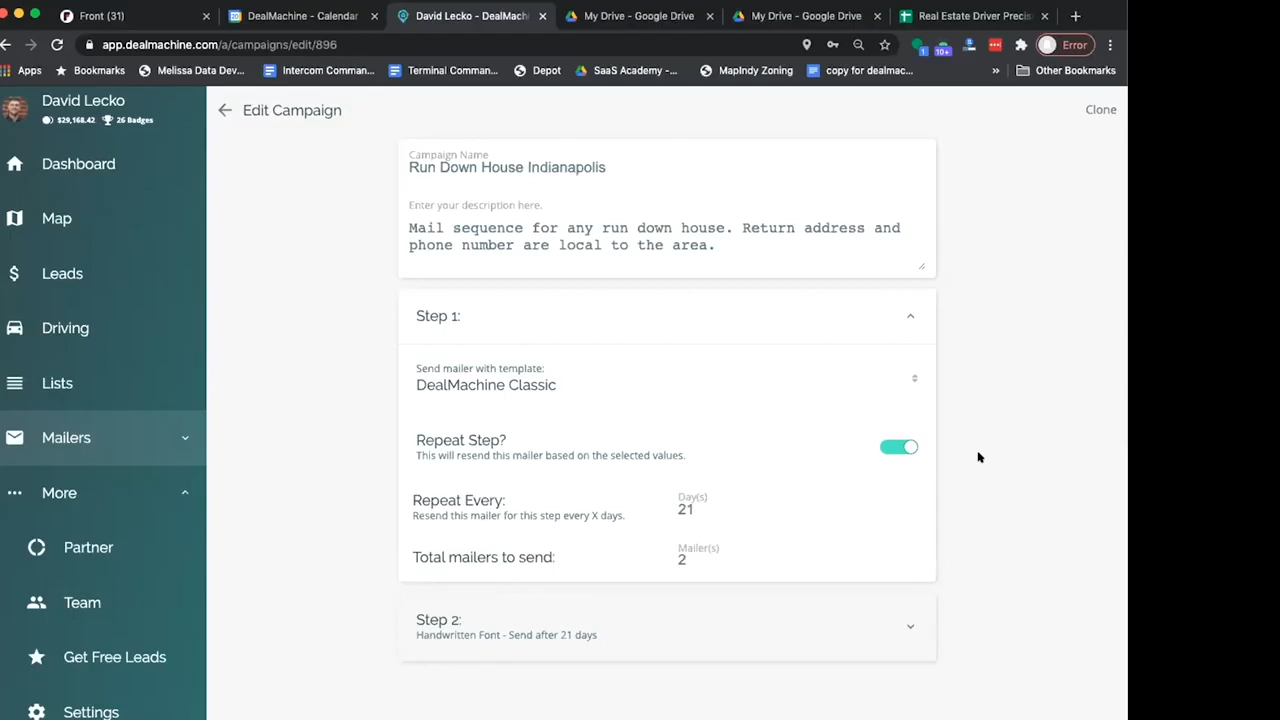 Front (31)
DealMachine - Calendar
David Lecko - DealMach
My Drive - Google Drive
My Drive - Google Drive
Real Estate Driver Precis
app.dealmachine.com/a/campaigns/edit/896
1
10+
Error
Apps
Bookmarks
Melissa Data Dev...
Intercom Comman...
Terminal Comman...
Depot
SaaS Academy -...
MapIndy Zoning
copy for dealmac...
»
Other Bookmarks
David Lecko
$29,168.42 26 Badges
Dashboard
Map
Leads
Driving
Lists
Mailers
More
Partner
Team
Get Free Leads
Settings
Edit Campaign
Clone
Campaign Name
Run Down House Indianapolis
Enter your description here.
Mail sequence for any run down house. Return address and
phone number are local to the area.
Step 1:
Send mailer with template:
DealMachine Classic
Repeat Step?
This will resend this mailer based on the selected values.
Repeat Every:
Resend this mailer for this step every X days.
Day(s)
21
Total mailers to send:
Mailer(s)
2
Step 2:
Handwritten Font - Send after 21 days